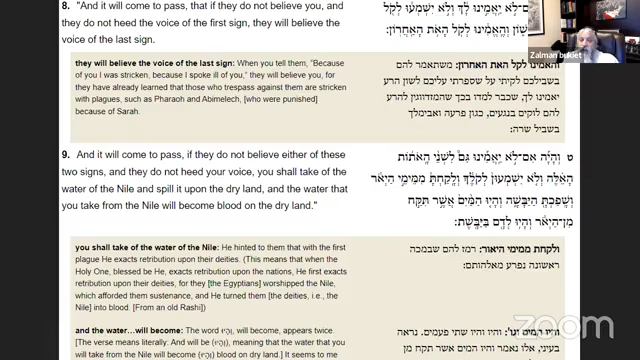 8. "And it will come to pass, that if they do not believe you, and
they do not heed the voice of the first sign, they will believe the
voice of the last sign.
they will believe the voice of the last sign: When you tell them, "Because
of you I was stricken, because I spoke ill of you," they will believe you, for
they have already learned that those who trespass against them are stricken
with plagues, such as Pharaoh and Abimelech, [who were punished]
because of Sarah.
9. And it will come to pass, if they do not believe either of these
two signs, and they do not heed your voice, you shall take of the
water of the Nile and spill it upon the dry land, and the water that
you take from the Nile will become blood on the dry land."
you shall take of the water of the Nile: He hinted to them that with the first
plague He exacts retribution upon their deities. (This means that when the
Holy One, blessed be He, exacts retribution upon the nations, He first exacts
retribution upon their deities, for they [the Egyptians] worshipped the Nile,
which afforded them sustenance, and He turned them [the deities, i.e., the
Nile] into blood. [From an old Rashi])
and the water…will become: The word וְהָיוּ, will become, appears twice.
[The verse means literally: And will be (וְהָיוּ), meaning that the water that
you will take from the Nile will become (וְהָיוּ) blood on dry land.] It seems to me
לֹא יַאֲמִינוּ לָךְ וְלֹא יִשְׁמְעוּ לְקֹל
וְהֶאֱמִינוּ לְקֹל הָאֹת הָאַחֲרוֹן:
והאמינו לקל האת האחרון: משתאמר להם
בשבילכם לקיתי על שספרתי עליכם לשון הרע
יאמינו לך, שכבר למדו בכך שהמזדווגין להרע
להם לוקים בנגעים, כגון פרעה ואבימלך
בשביל שרה:
ט וְהָיָה אִם־לֹא יַאֲמִינוּ גַּם לִשְׁנֵי הָאֹתוֹת
הָאֵלֶּה וְלֹא יִשְׁמְעוּן לְקֹלֶךָ וְלָקַחְתָּ מִמֵּימֵי הַיְאֹר
וְשָׁפַכְתָּ הַיַּבָּשָׁה וְהָיוּ הַמַּיִם אֲשֶׁר תִּקַּח
מִן־הַיְאֹר וְהָיוּ לְדָם בַּיַּבָּשֶׁת:
ולקחת ממימי היאור: רמז להם שבמכה
ראשונה נפרע מאלהותם:
והיו המים וגו': והיו והיו שתי פעמים. נראה
בעיני, אלו נאמר והיו המים אשר תקח מן
Zalman bukiet
zoom